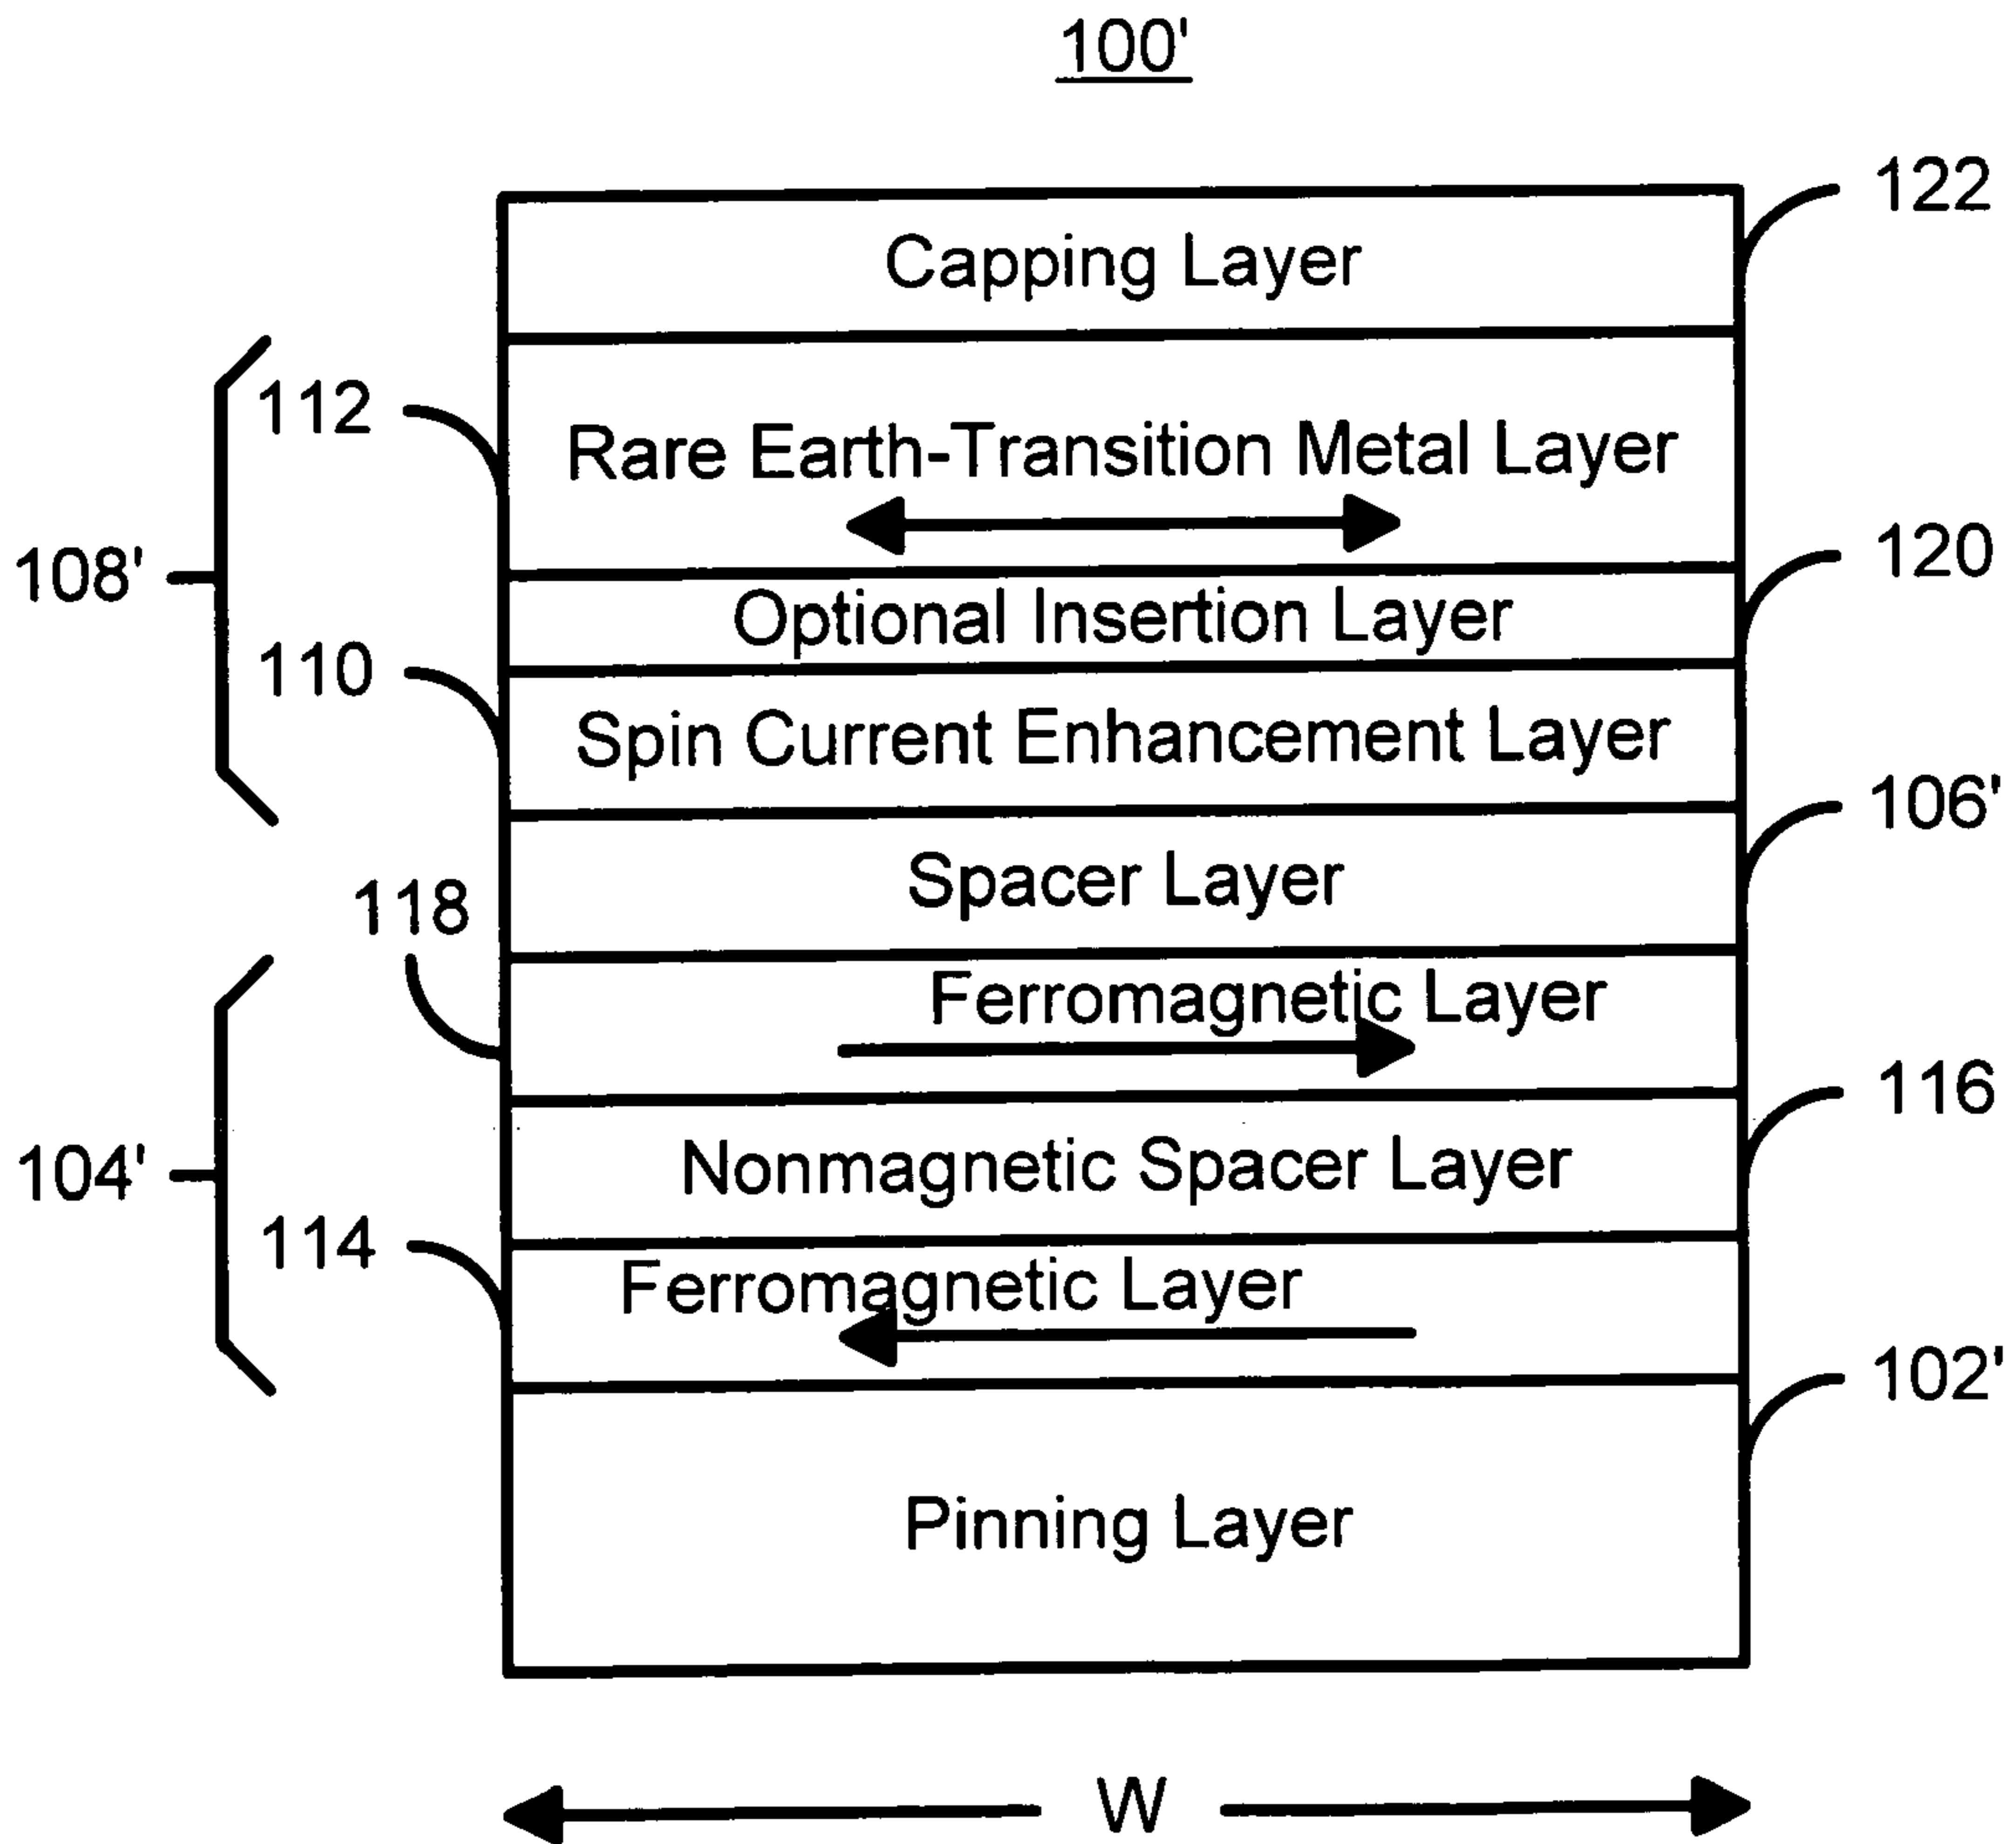 100'
122
Capping Layer
112
Rare Earth-Transition Metal Layer
108'
120
Optional Insertion Layer
110
Spin Current Enhancement Layer
106'
Spacer Layer
118
Ferromagnetic Layer
116
104'
Nonmagnetic Spacer Layer
114
Ferromagnetic Layer
102'
Pinning Layer
W